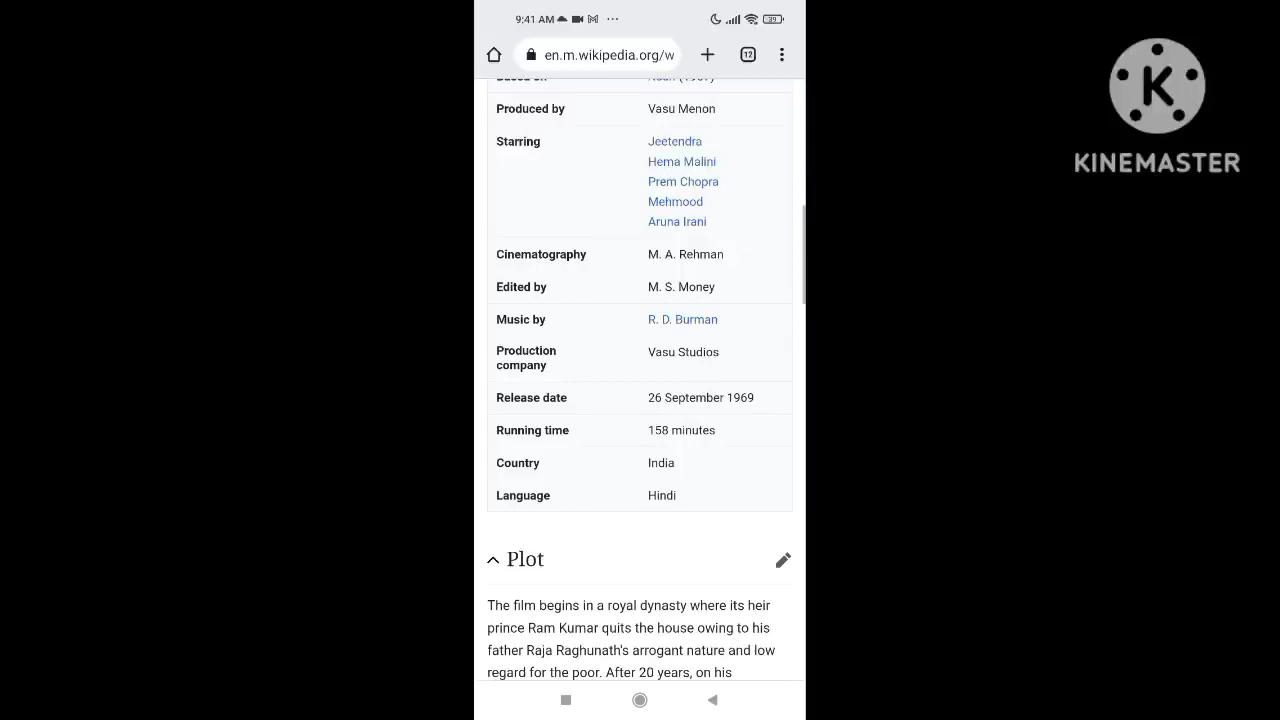 9:41 AM
39
en.m.wikipedia.org/w
12
Produced by Vasu Menon
Starring Jeetendra
Hema Malini
Prem Chopra
Mehmood
Aruna Irani
Cinematography M. A. Rehman
Edited by M. S. Money
Music by R. D. Burman
Production company Vasu Studios
Release date 26 September 1969
Running time 158 minutes
Country India
Language Hindi
Plot
The film begins in a royal dynasty where its heir
prince Ram Kumar quits the house owing to his
father Raja Raghunath's arrogant nature and low
regard for the poor. After 20 years, on his
K
KINEMASTER